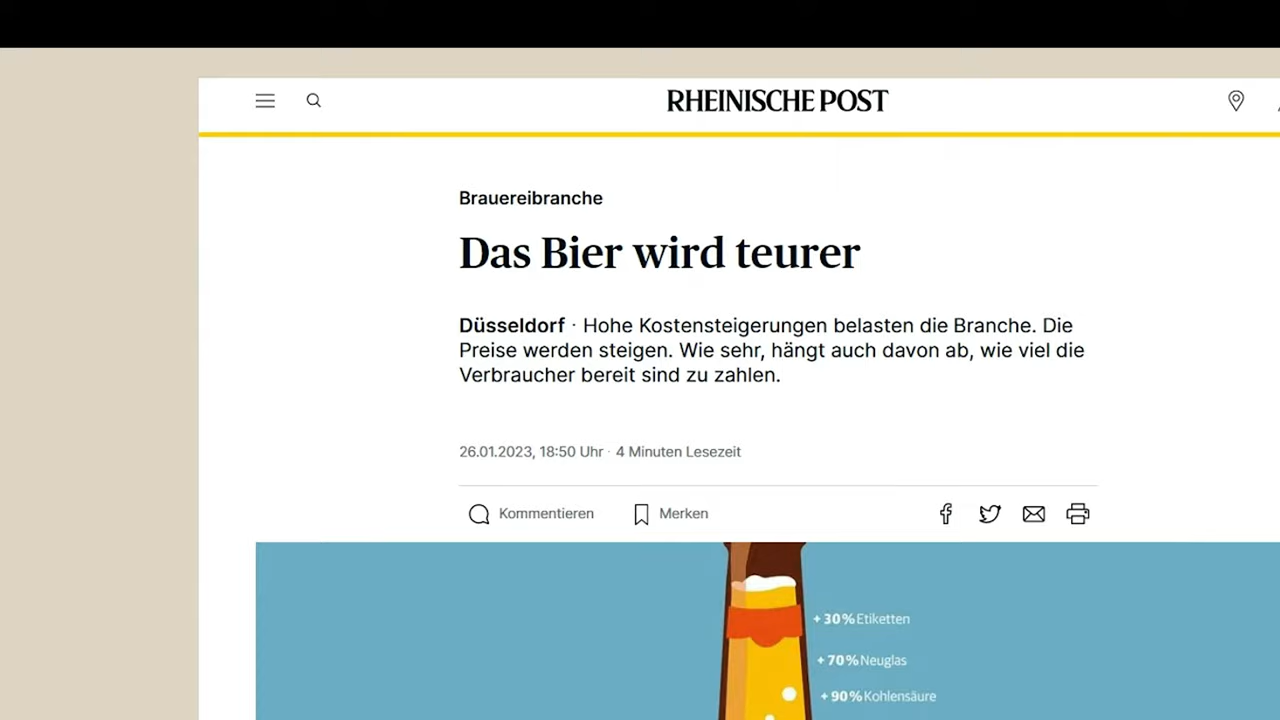 RHEINISCHE POST
Brauereibranche
Das Bier wird teurer
Düsseldorf · Hohe Kostensteigerungen belasten die Branche. Die
Preise werden steigen. Wie sehr, hängt auch davon ab, wie viel die
Verbraucher bereit sind zu zahlen.
26.01.2023, 18:50 Uhr · 4 Minuten Lesezeit
Kommentieren Merken
+ 30% Etiketten
+ 70% Neuglas
+ 90% Kohlensäure